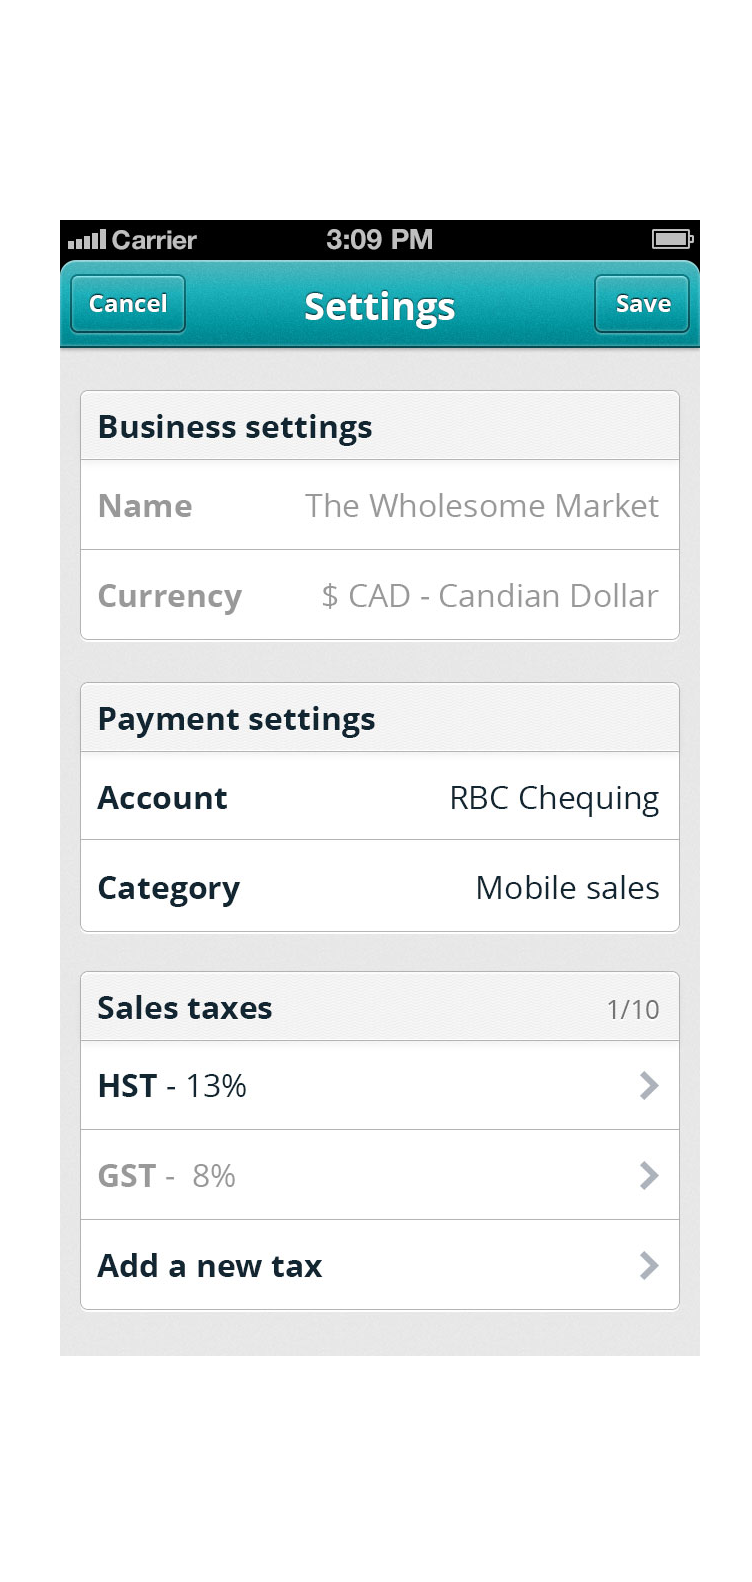 Carrier 3:09 PM
Cancel Settings Save
Business settings
Name The Wholesome Market
Currency $ CAD - Candian Dollar
Payment settings
Account RBC Chequing
Category Mobile sales
Sales taxes 1/10
HST - 13%
GST - 8%
Add a new tax